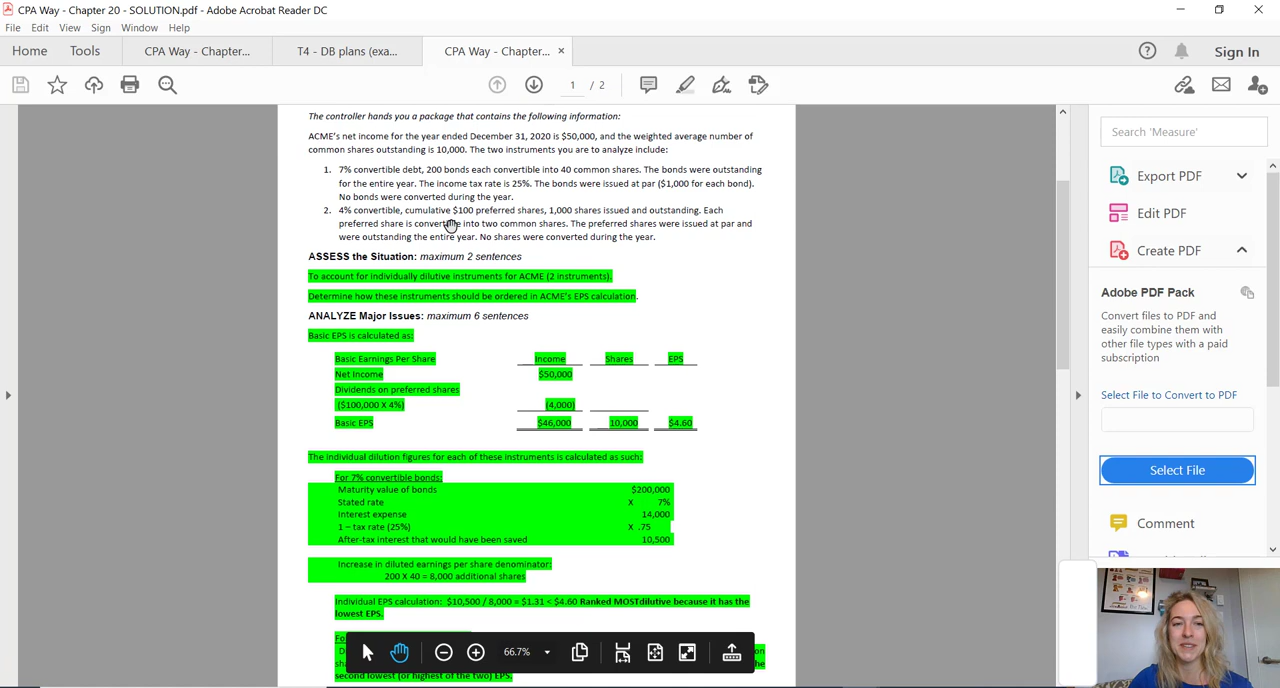 CPA Way - Chapter 20 - SOLUTION.pdf - Adobe Acrobat Reader DC
File Edit View Sign Window Help
Home Tools CPA Way - Chapter... T4 - DB plans (exa... CPA Way - Chapter... × Sign In
1 / 2
The controller hands you a package that contains the following information:
ACME's net income for the year ended December 31, 2020 is $50,000, and the weighted average number of
common shares outstanding is 10,000. The two instruments you are to analyze include:
1. 7% convertible debt, 200 bonds each convertible into 40 common shares. The bonds were outstanding
for the entire year. The income tax rate is 25%. The bonds were issued at par ($1,000 for each bond).
No bonds were converted during the year.
2. 4% convertible, cumulative $100 preferred shares, 1,000 shares issued and outstanding. Each
preferred share is convertible into two common shares. The preferred shares were issued at par and
were outstanding the entire year. No shares were converted during the year.
ASSESS the Situation: maximum 2 sentences
To account for individually dilutive instruments for ACME (2 instruments).
Determine how these instruments should be ordered in ACME's EPS calculation.
ANALYZE Major Issues: maximum 6 sentences
Basic EPS is calculated as:
Basic Earnings Per Share Income Shares EPS
Net Income $50,000
Dividends on preferred shares
($100,000 X 4%) (4,000)
Basic EPS $46,000 10,000 $4.60
The individual dilution figures for each of these instruments is calculated as such:
For 7% convertible bonds:
Maturity value of bonds $200,000
Stated rate X 7%
Interest expense 14,000
1 – tax rate (25%) X .75
After-tax interest that would have been saved 10,500
Increase in diluted earnings per share denominator:
200 X 40 = 8,000 additional shares
Individual EPS calculation: $10,500 / 8,000 = $1.31 < $4.60 Ranked MOST dilutive because it has the
lowest EPS.
second lowest (or highest of the two) EPS.
66.7%
Search 'Measure'
Export PDF
Edit PDF
Create PDF
Adobe PDF Pack
Convert files to PDF and
easily combine them with
other file types with a paid
subscription
Select File to Convert to PDF
Select File
Comment